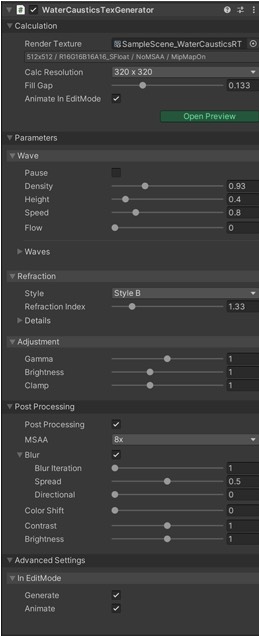 WaterCausticsTexGenerator
Calculation
Render Texture SampleScene_WaterCausticsRT
512x512 / R16G16B16A16_SFloat / NoMSAA / MipMapOn
Calc Resolution 320 x 320
Fill Gap 0.133
Animate In EditMode
Open Preview
Parameters
Wave
Pause
Density 0.93
Height 0.4
Speed 0.8
Flow 0
Waves
Refraction
Style Style B
Refraction Index 1.33
Details
Adjustment
Gamma 1
Brightness 1
Clamp 1
Post Processing
Post Processing
MSAA 8x
Blur
Blur Iteration 1
Spread 0.5
Directional 0
Color Shift 0
Contrast 1
Brightness 1
Advanced Settings
In EditMode
Generate
Animate